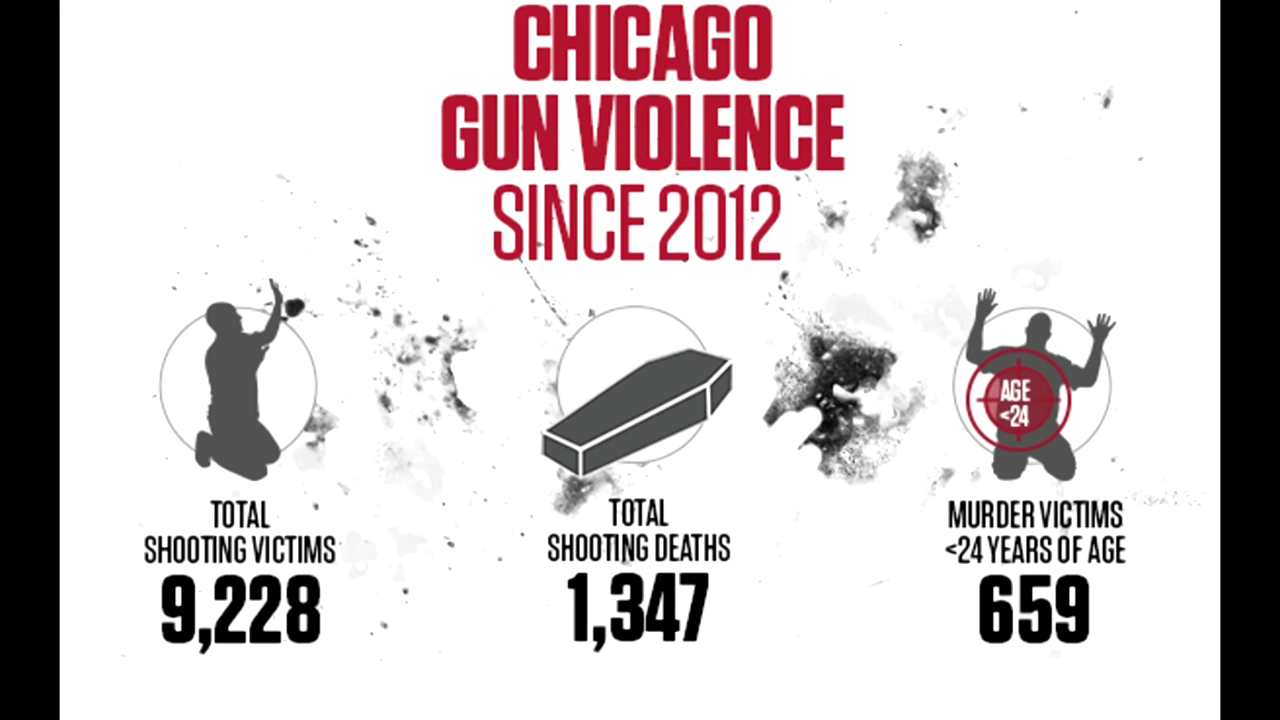 CHICAGO
GUN VIOLENCE
SINCE 2012
AGE
<24
TOTAL
SHOOTING VICTIMS
9,228
TOTAL
SHOOTING DEATHS
1,347
MURDER VICTIMS
<24 YEARS OF AGE
659